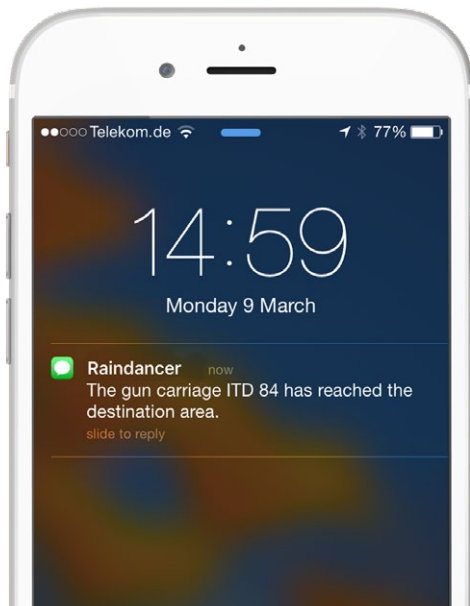 Telekom.de 77%
14:59
Monday 9 March
Raindancer now
The gun carriage ITD 84 has reached the
destination area.
slide to reply